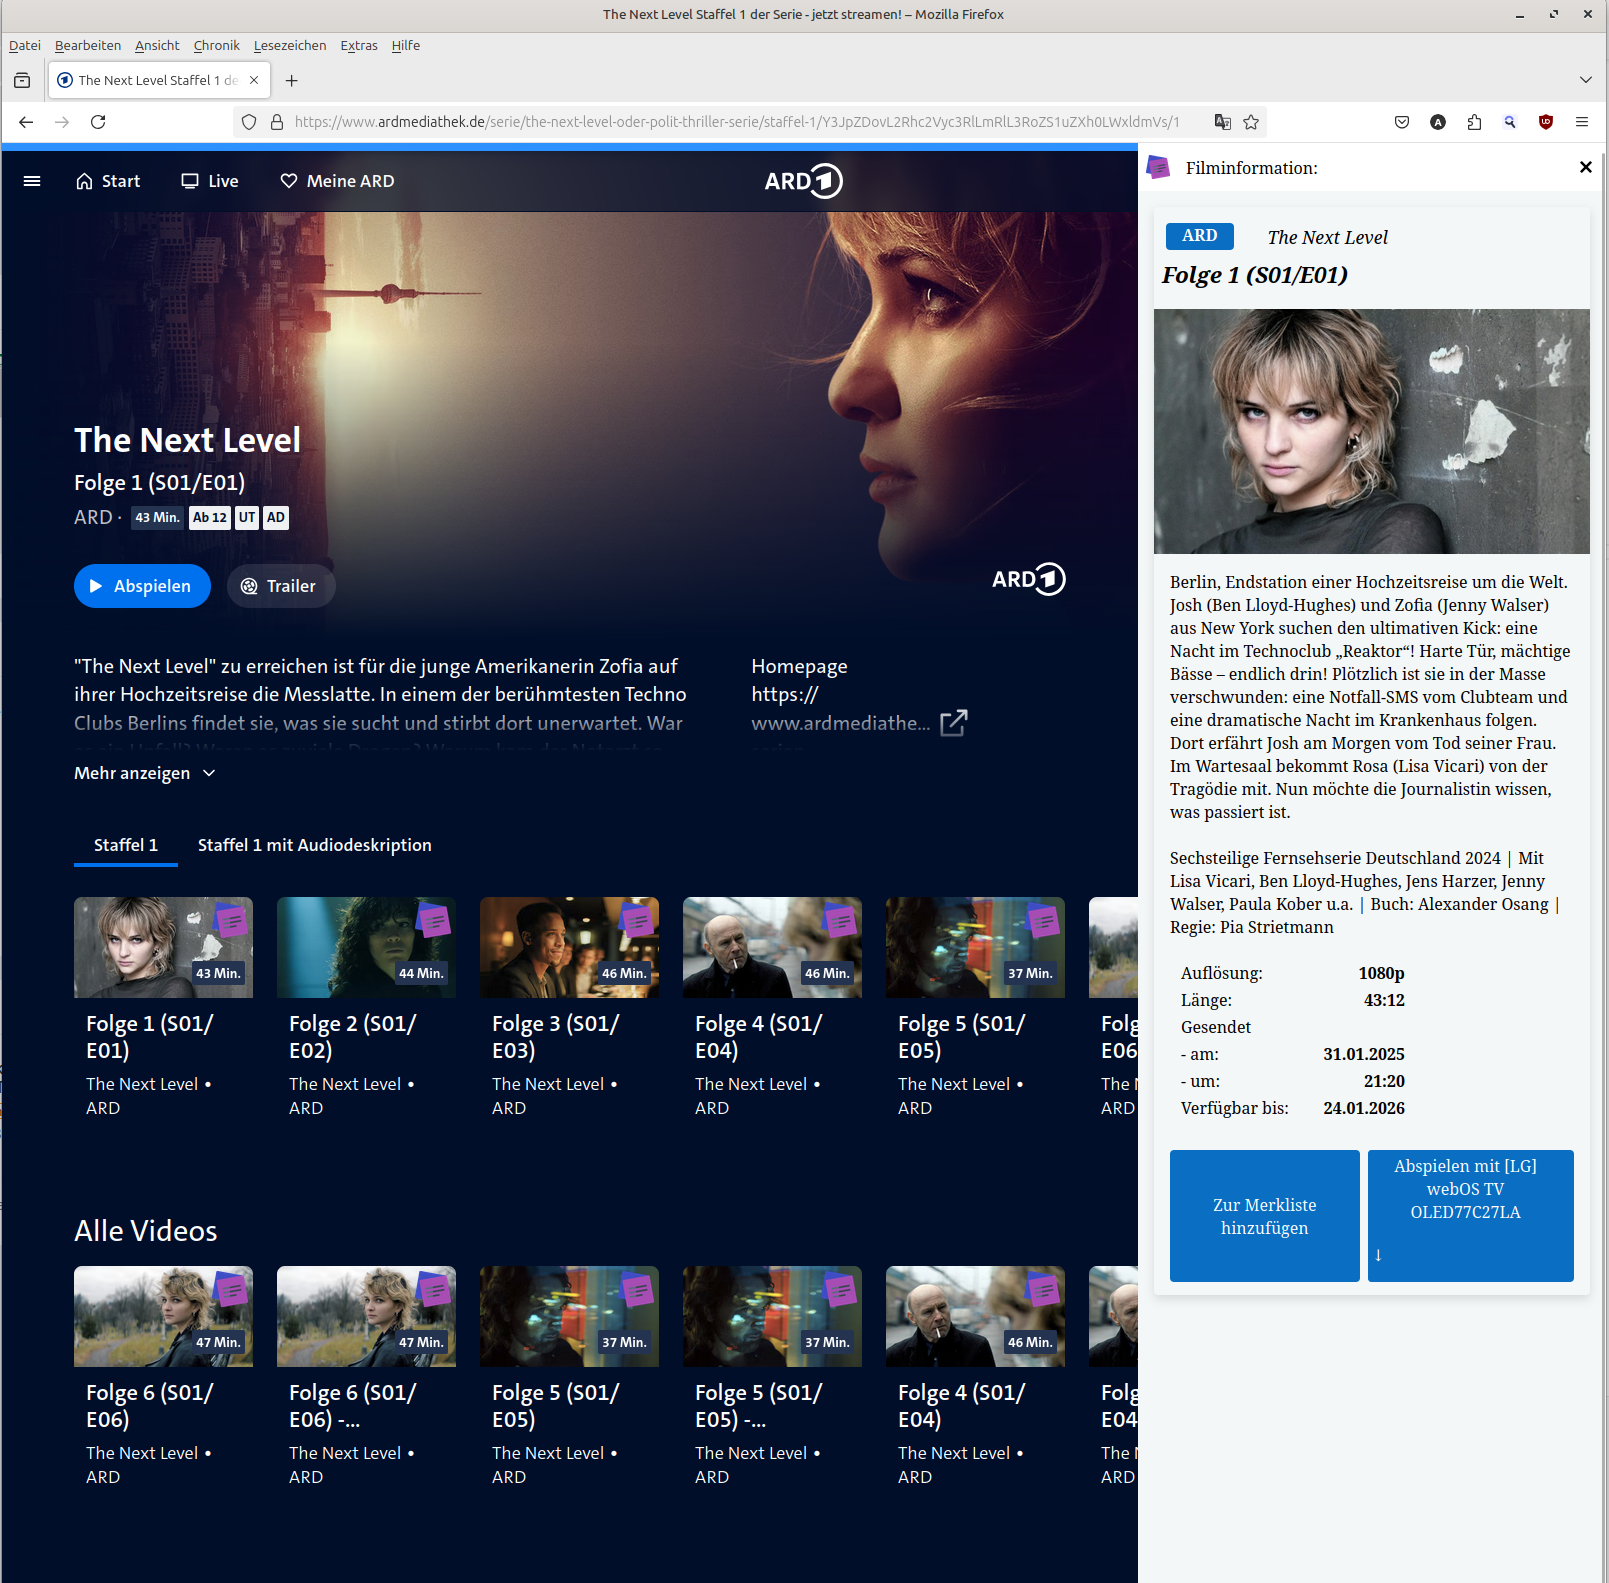 The Next Level Staffel 1 der Serie - jetzt streamen! – Mozilla Firefox
Datei Bearbeiten Ansicht Chronik Lesezeichen Extras Hilfe
The Next Level Staffel 1 de
https://www.ardmediathek.de/serie/the-next-level-oder-polit-thriller-serie/staffel-1/Y3JpZDovL2Rhc2Vyc3RlLmRlL3RoZS1uZXh0LWxldmVs/1
Start Live Meine ARD
ARD 1
The Next Level
Folge 1 (S01/E01)
ARD · 43 Min. Ab 12 UT AD
Abspielen Trailer
ARD 1
"The Next Level" zu erreichen ist für die junge Amerikanerin Zofia auf
ihrer Hochzeitsreise die Messlatte. In einem der berühmtesten Techno
Clubs Berlins findet sie, was sie sucht und stirbt dort unerwartet. War
Homepage
https://
www.ardmediathe...
Mehr anzeigen
Staffel 1 Staffel 1 mit Audiodeskription
43 Min. 44 Min. 46 Min. 46 Min. 37 Min.
Folge 1 (S01/ Folge 2 (S01/ Folge 3 (S01/ Folge 4 (S01/ Folge 5 (S01/ Folg
E01) E02) E03) E04) E05) E06
The Next Level • The Next Level • The Next Level • The Next Level • The Next Level • The N
ARD ARD ARD ARD ARD ARD
Alle Videos
47 Min. 47 Min. 37 Min. 37 Min. 46 Min.
Folge 6 (S01/ Folge 6 (S01/ Folge 5 (S01/ Folge 5 (S01/ Folge 4 (S01/ Folg
E06) E06) -... E05) E05) -... E04) E04
The Next Level • The Next Level • The Next Level • The Next Level • The Next Level • The N
ARD ARD ARD ARD ARD ARD
Filminformation:
ARD The Next Level
Folge 1 (S01/E01)
Berlin, Endstation einer Hochzeitsreise um die Welt.
Josh (Ben Lloyd-Hughes) und Zofia (Jenny Walser)
aus New York suchen den ultimativen Kick: eine
Nacht im Technoclub „Reaktor“! Harte Tür, mächtige
Bässe – endlich drin! Plötzlich ist sie in der Masse
verschwunden: eine Notfall-SMS vom Clubteam und
eine dramatische Nacht im Krankenhaus folgen.
Dort erfährt Josh am Morgen vom Tod seiner Frau.
Im Wartesaal bekommt Rosa (Lisa Vicari) von der
Tragödie mit. Nun möchte die Journalistin wissen,
was passiert ist.
Sechsteilige Fernsehserie Deutschland 2024 | Mit
Lisa Vicari, Ben Lloyd-Hughes, Jens Harzer, Jenny
Walser, Paula Kober u.a. | Buch: Alexander Osang |
Regie: Pia Strietmann
Auflösung: 1080p
Länge: 43:12
Gesendet
- am: 31.01.2025
- um: 21:20
Verfügbar bis: 24.01.2026
Zur Merkliste
hinzufügen
Abspielen mit [LG]
webOS TV
OLED77C27LA
↓